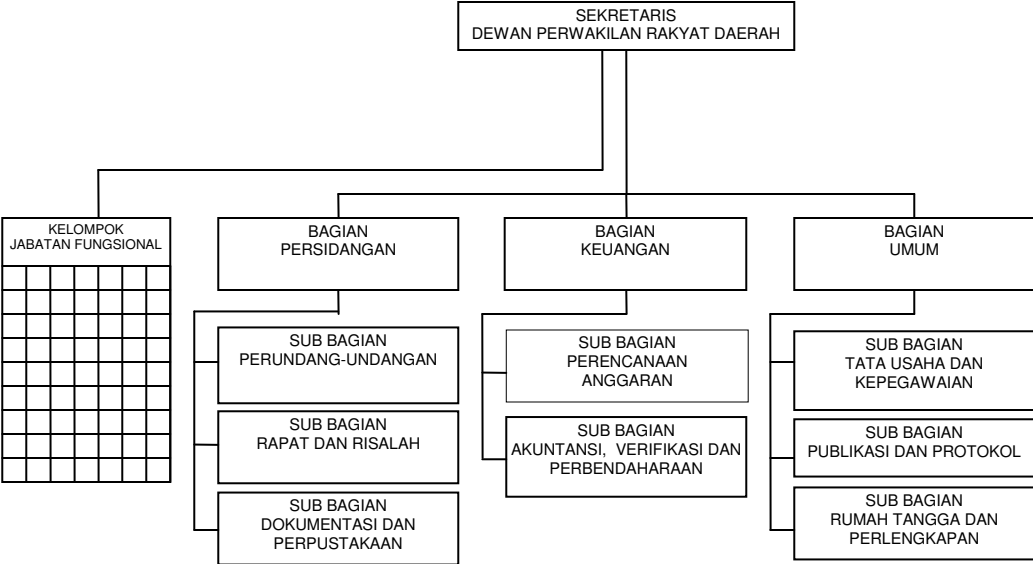 SEKRETARIS
DEWAN PERWAKILAN RAKYAT DAERAH
KELOMPOK
JABATAN FUNGSIONAL
BAGIAN
PERSIDANGAN
BAGIAN
KEUANGAN
BAGIAN
UMUM
SUB BAGIAN
PERUNDANG-UNDANGAN
SUB BAGIAN
RAPAT DAN RISALAH
SUB BAGIAN
DOKUMENTASI DAN
PERPUSTAKAAN
SUB BAGIAN
PERENCANAAN
ANGGARAN
SUB BAGIAN
AKUNTANSI, VERIFIKASI DAN
PERBENDAHARAAN
SUB BAGIAN
TATA USAHA DAN
KEPEGAWAIAN
SUB BAGIAN
PUBLIKASI DAN PROTOKOL
SUB BAGIAN
RUMAH TANGGA DAN
PERLENGKAPAN